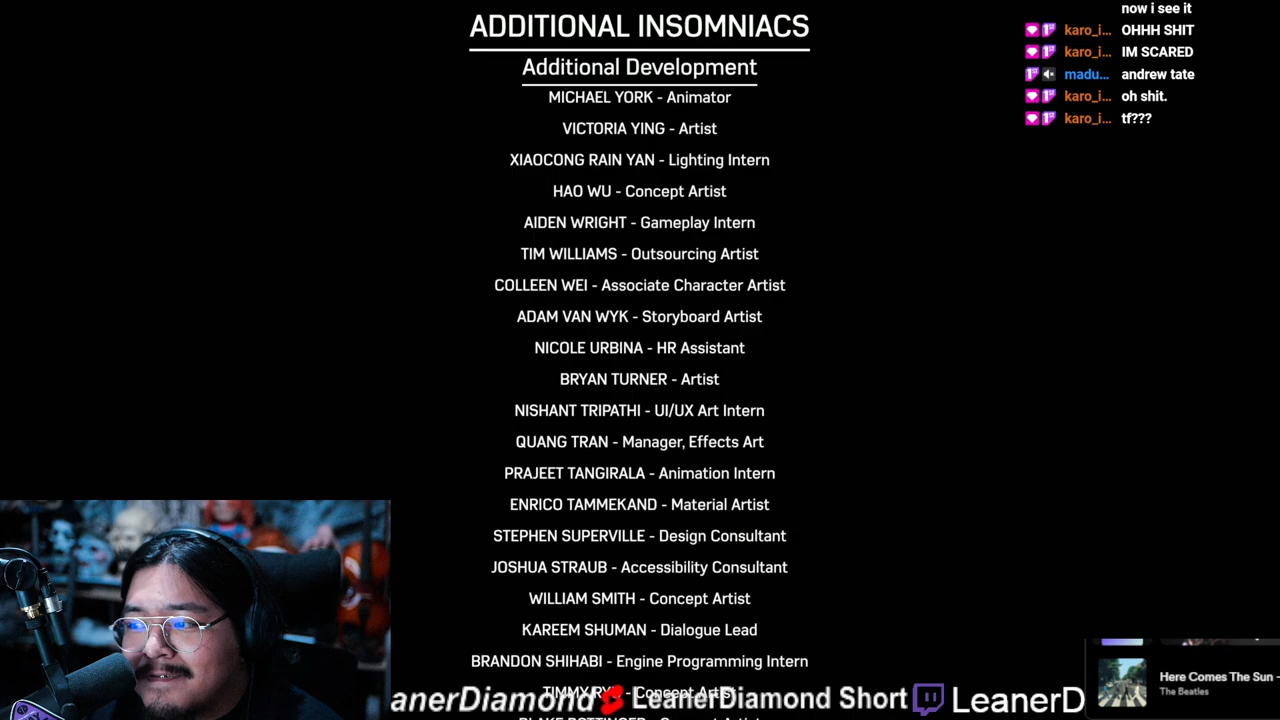 ADDITIONAL INSOMNIACS
Additional Development
MICHAEL YORK - Animator
VICTORIA YING - Artist
XIAOCONG RAIN YAN - Lighting Intern
HAO WU - Concept Artist
AIDEN WRIGHT - Gameplay Intern
TIM WILLIAMS - Outsourcing Artist
COLLEEN WEI - Associate Character Artist
ADAM VAN WYK - Storyboard Artist
NICOLE URBINA - HR Assistant
BRYAN TURNER - Artist
NISHANT TRIPATHI - UI/UX Art Intern
QUANG TRAN - Manager, Effects Art
PRAJEET TANGIRALA - Animation Intern
ENRICO TAMMEKAND - Material Artist
STEPHEN SUPERVILLE - Design Consultant
JOSHUA STRAUB - Accessibility Consultant
WILLIAM SMITH - Concept Artist
KAREEM SHUMAN - Dialogue Lead
BRANDON SHIHABI - Engine Programming Intern
TIMMY - Concept Artist
now i see it
karo_i... OHHH SHIT
karo_i... IM SCARED
madu... andrew tate
karo_i... oh shit.
karo_i... tf???
Here Comes The Sun -
The Beatles
eanerDiamond LeanerDiamond Short LeanerD